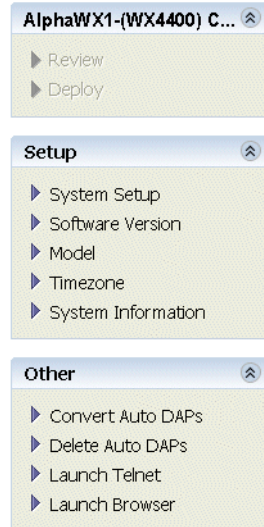 AlphaWX1-(WX4400) C...
Review
Deploy
Setup
System Setup
Software Version
Model
Timezone
System Information
Other
Convert Auto DAPs
Delete Auto DAPs
Launch Telnet
Launch Browser